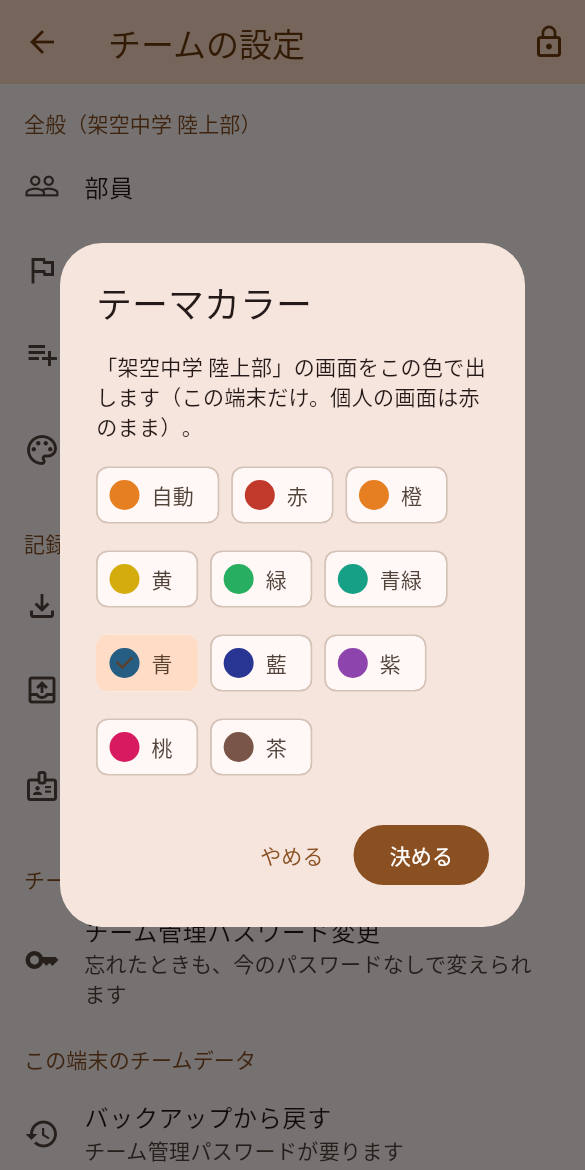 チームの設定
全般（架空中学 陸上部）
部員
テーマカラー
「架空中学 陸上部」の画面をこの色で出
します（この端末だけ。個人の画面は赤
のまま）。
自動
赤
橙
黄
緑
青緑
青
藍
紫
桃
茶
やめる
決める
記録
チー
チーム管理パスワード変更
忘れたときも、今のパスワードなしで変えられ
ます
この端末のチームデータ
バックアップから戻す
チーム管理パスワードが要ります